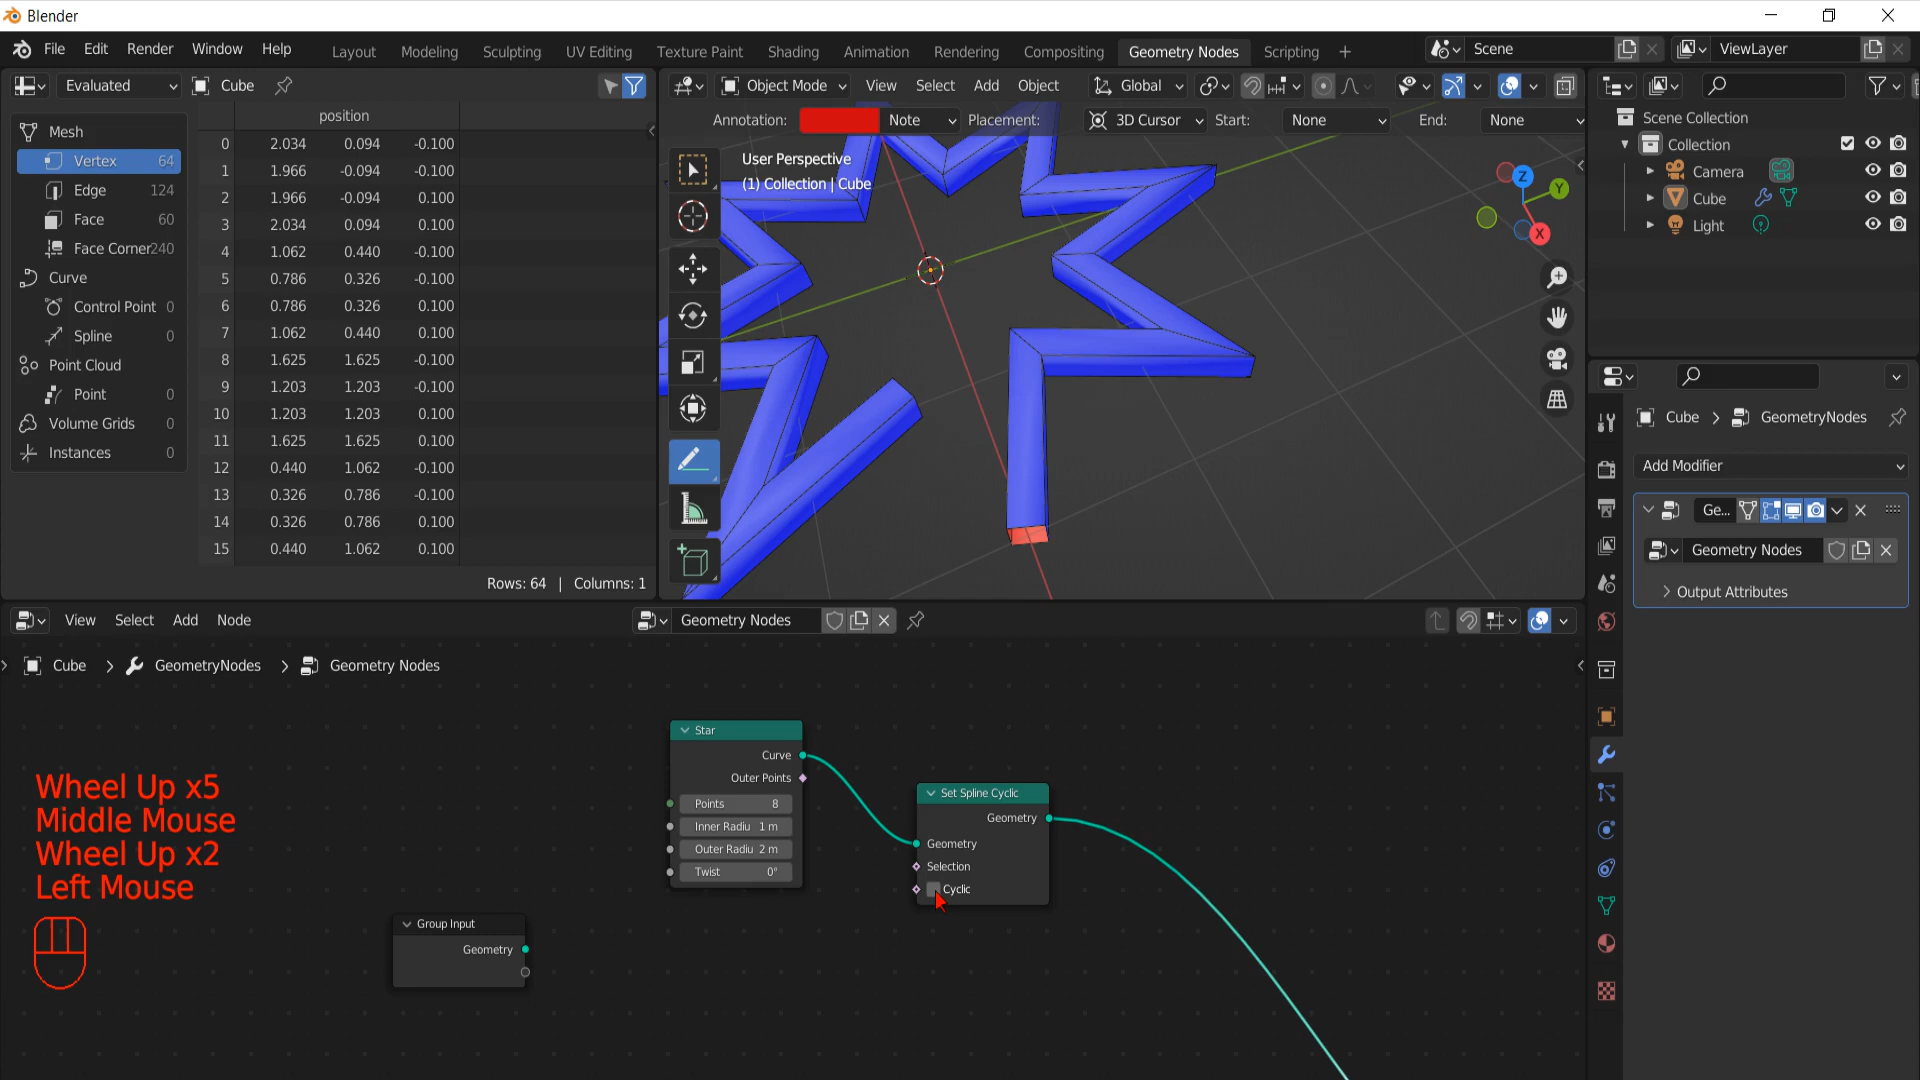 Blender
File Edit Render Window Help Layout Modeling Sculpting UV Editing Texture Paint Shading Animation Rendering Compositing Geometry Nodes Scripting + Scene ViewLayer
Evaluated Cube
position
Mesh
Vertex 64
Edge 124
Face 60
Face Corner 240
Curve
Control Point 0
Spline 0
Point Cloud
Point 0
Volume Grids 0
Instances 0
0 2.034 0.094 -0.100
1 1.966 -0.094 -0.100
2 1.966 -0.094 0.100
3 2.034 0.094 0.100
4 1.062 0.440 -0.100
5 0.786 0.326 -0.100
6 0.786 0.326 0.100
7 1.062 0.440 0.100
8 1.625 1.625 -0.100
9 1.203 1.203 -0.100
10 1.203 1.203 0.100
11 1.625 1.625 0.100
12 0.440 1.062 -0.100
13 0.326 0.786 -0.100
14 0.326 0.786 0.100
15 0.440 1.062 0.100
Rows: 64 | Columns: 1
Object Mode View Select Add Object Global
Annotation: Note Placement: 3D Cursor Start: None End: None
User Perspective
(1) Collection | Cube
Z
Y
X
Scene Collection
Collection
Camera
Cube
Light
Cube > GeometryNodes
Add Modifier
Ge...
Geometry Nodes
Output Attributes
View Select Add Node Geometry Nodes
Cube > GeometryNodes > Geometry Nodes
Star
Curve
Outer Points
Points 8
Inner Radiu 1 m
Outer Radiu 2 m
Twist 0°
Set Spline Cyclic
Geometry
Geometry
Selection
Cyclic
Group Input
Geometry
Wheel Up x5
Middle Mouse
Wheel Up x2
Left Mouse